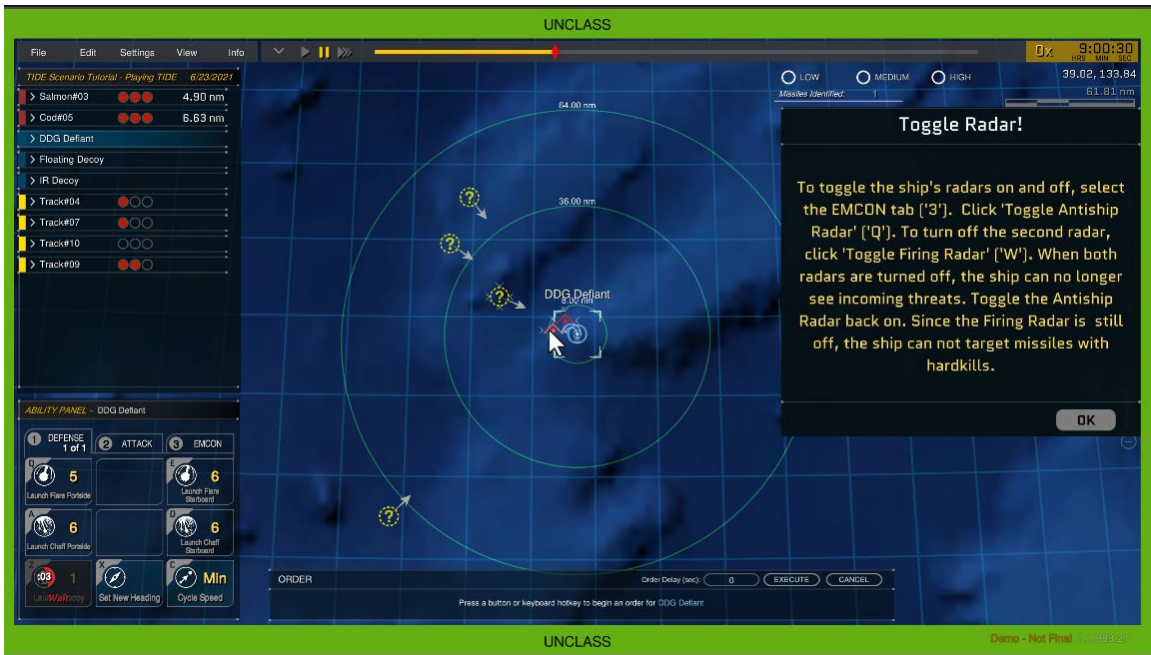 UNCLASS
File Edit Settings View Info
0x 9:00:30
HRS MIN SEC
TIDE Scenario Tutorial - Playing TIDE 6/23/2021
LOW MEDIUM HIGH
39.02, 133.84
Missiles Identified: 1
61.81 nm
> Salmon#03 4.90 nm
> Cod#05 6.63 nm
> DDG Defiant
> Floating Decoy
> IR Decoy
> Track#04
> Track#07
> Track#10
> Track#09
64.00 nm
36.00 nm
?
?
?
DDG Defiant
8.00 nm
?
Toggle Radar!
To toggle the ship's radars on and off, select
the EMCON tab ['3']. Click 'Toggle Antiship
Radar' ['Q']. To turn off the second radar,
click 'Toggle Firing Radar' ['W']. When both
radars are turned off, the ship can no longer
see incoming threats. Toggle the Antiship
Radar back on. Since the Firing Radar is still
off, the ship can not target missiles with
hardkills.
OK
ABILITY PANEL - DDG Defiant
1 DEFENSE 2 ATTACK 3 EMCON
1 of 1
Q 5 E 6
Launch Flare Portside Launch Flare
Starboard
A 6 D 6
Launch Chaff Portside Launch Chaff
Starboard
Z :03 1 X C Min
Wait Set New Heading Cycle Speed
ORDER Order Delay (sec): 0 EXECUTE CANCEL
Press a button or keyboard hotkey to begin an order for DDG Defiant
UNCLASS
Demo - Not Final